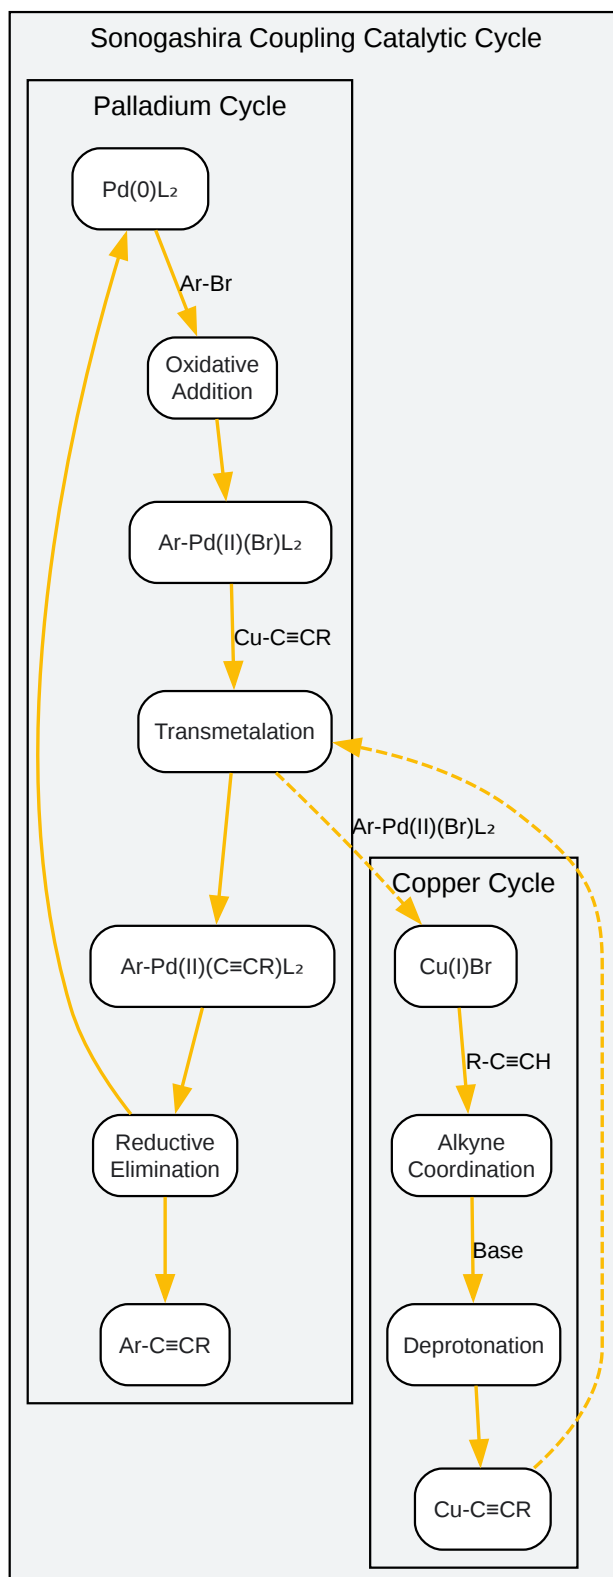 Sonogashira Coupling Catalytic Cycle
Palladium Cycle
Pd(0)L₂
Ar-Br
Oxidative
Addition
Ar-Pd(II)(Br)L₂
Cu-C≡CR
Transmetalation
Ar-Pd(II)(Br)L₂
Copper Cycle
Ar-Pd(II)(C≡CR)L₂
Cu(I)Br
R-C≡CH
Reductive
Elimination
Alkyne
Coordination
Base
Ar-C≡CR
Deprotonation
Cu-C≡CR